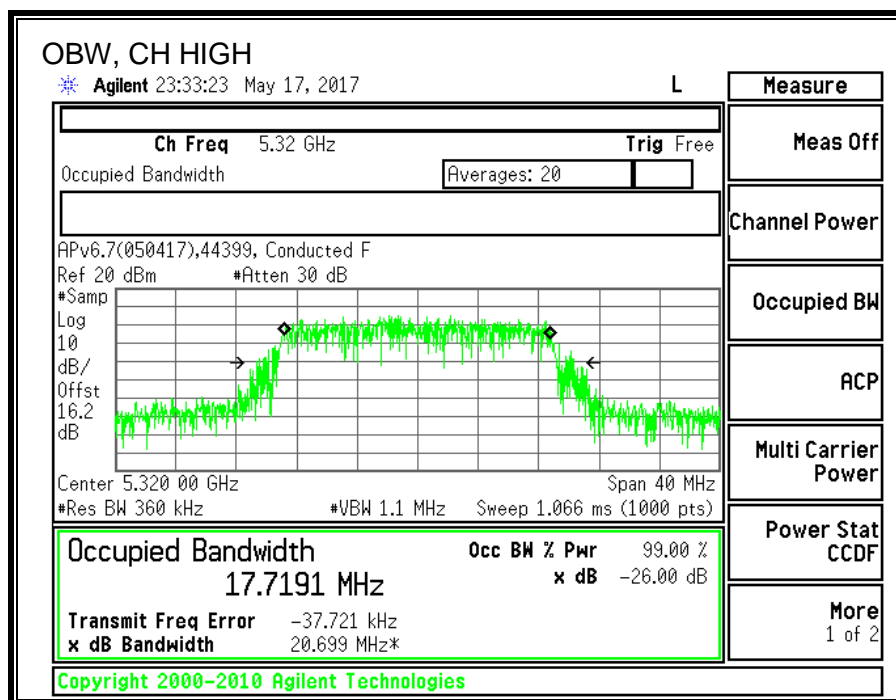 OBW, CH HIGH
Agilent 23:33:23 May 17, 2017 L
Measure
Ch Freq 5.32 GHz Trig Free
Meas Off
Occupied Bandwidth Averages: 20
Channel Power
APv6.7(050417),44399, Conducted F
Ref 20 dBm #Atten 30 dB
#Samp
Log
10
dB/
Offst
16.2
dB
Occupied BW
ACP
Center 5.320 00 GHz Span 40 MHz
#Res BW 360 kHz #VBW 1.1 MHz Sweep 1.066 ms (1000 pts)
Multi Carrier
Power
Occupied Bandwidth
17.7191 MHz
Occ BW % Pwr 99.00 %
x dB -26.00 dB
Transmit Freq Error -37.721 kHz
x dB Bandwidth 20.699 MHz*
Power Stat
CCDF
More
1 of 2
Copyright 2000-2010 Agilent Technologies